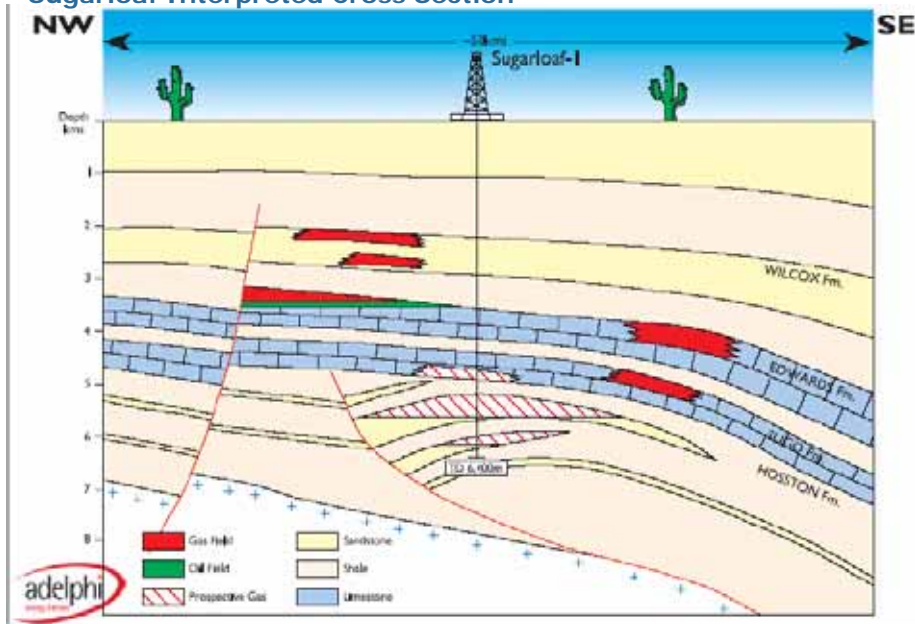 Sugarloaf-Interpreted Cross Section
NW
SE
Sugarloaf-1
Depth
kms
1
2
3
4
5
6
7
8
WILCOX Fm.
EDWARDS Fm.
SLIGO Fm.
HOSSTON Fm.
TD 6,400m
Gas Field
Sandstone
Oil Field
Shale
Prospective Gas
Limestone
adelphi